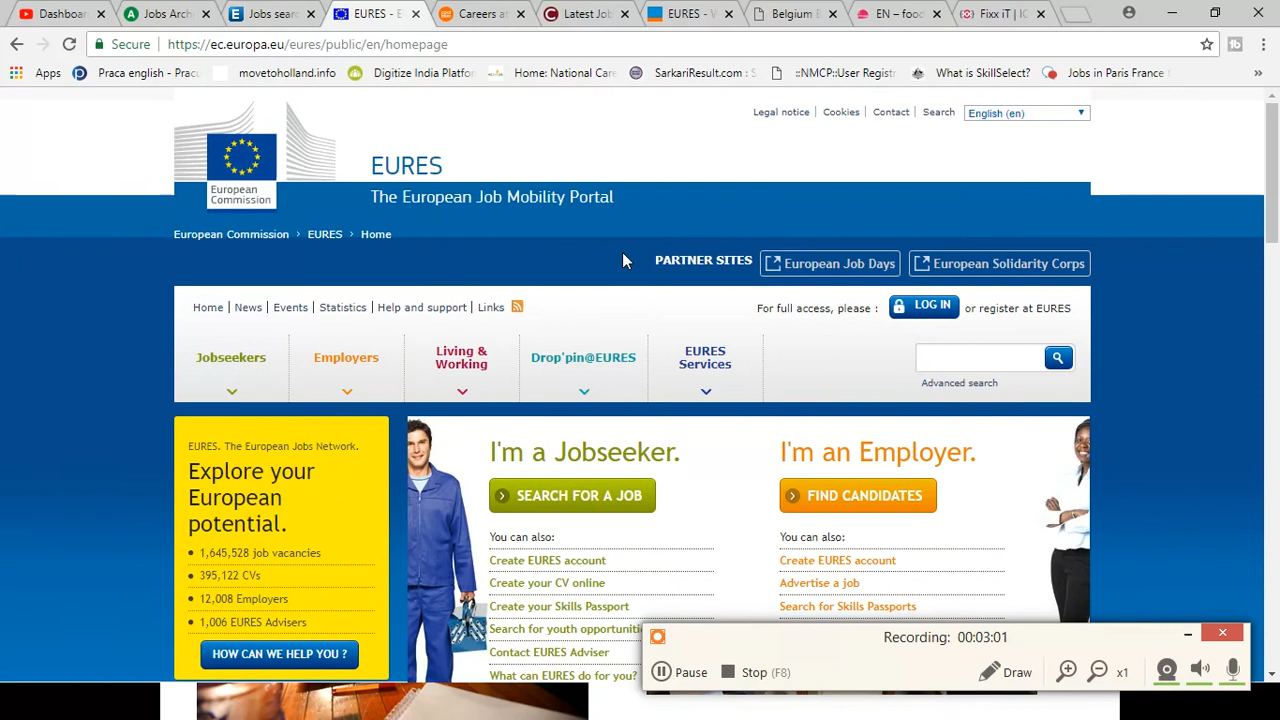 Dashboar
Jobs Arch
Jobs sear
EURES - E
Careers at
Latest Job
EURES - W
Belgium B
EN – food
Fixx iT | IC
Secure
https://ec.europa.eu/eures/public/en/homepage
Apps
Praca english - Prac
movetoholland.info
Digitize India Platfor
Home: National Care
SarkariResult.com : S
::NMCP::User Registr
What is SkillSelect?
Jobs in Paris France
»
Legal notice
Cookies
Contact
Search
English (en)
European
Commission
EURES
The European Job Mobility Portal
European Commission › EURES › Home
PARTNER SITES
European Job Days
European Solidarity Corps
Home
News
Events
Statistics
Help and support
Links
For full access, please :
LOG IN
or register at EURES
Jobseekers
Employers
Living &
Working
Drop'pin@EURES
EURES
Services
Advanced search
EURES. The European Jobs Network.
Explore your
European
potential.
1,645,528 job vacancies
395,122 CVs
12,008 Employers
1,006 EURES Advisers
HOW CAN WE HELP YOU ?
I'm a Jobseeker.
SEARCH FOR A JOB
You can also:
Create EURES account
Create your CV online
Create your Skills Passport
Search for youth opportuniti
Contact EURES Adviser
What can EURES do for you?
I'm an Employer.
FIND CANDIDATES
You can also:
Create EURES account
Advertise a job
Search for Skills Passports
Recording: 00:03:01
Pause
Stop (F8)
Draw
x1